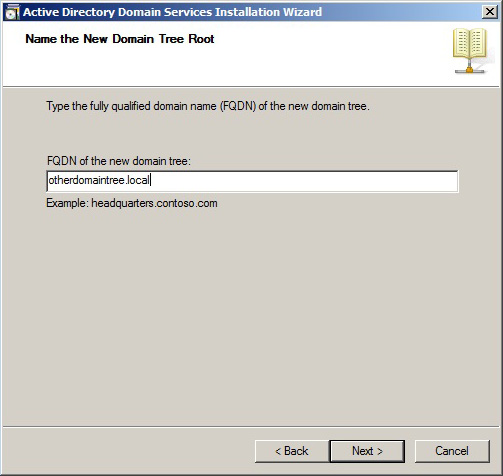 Active Directory Domain Services Installation Wizard
Name the New Domain Tree Root
Type the fully qualified domain name (FQDN) of the new domain tree.
FQDN of the new domain tree:
otherdomaintree.local
Example: headquarters.contoso.com
< Back Next > Cancel